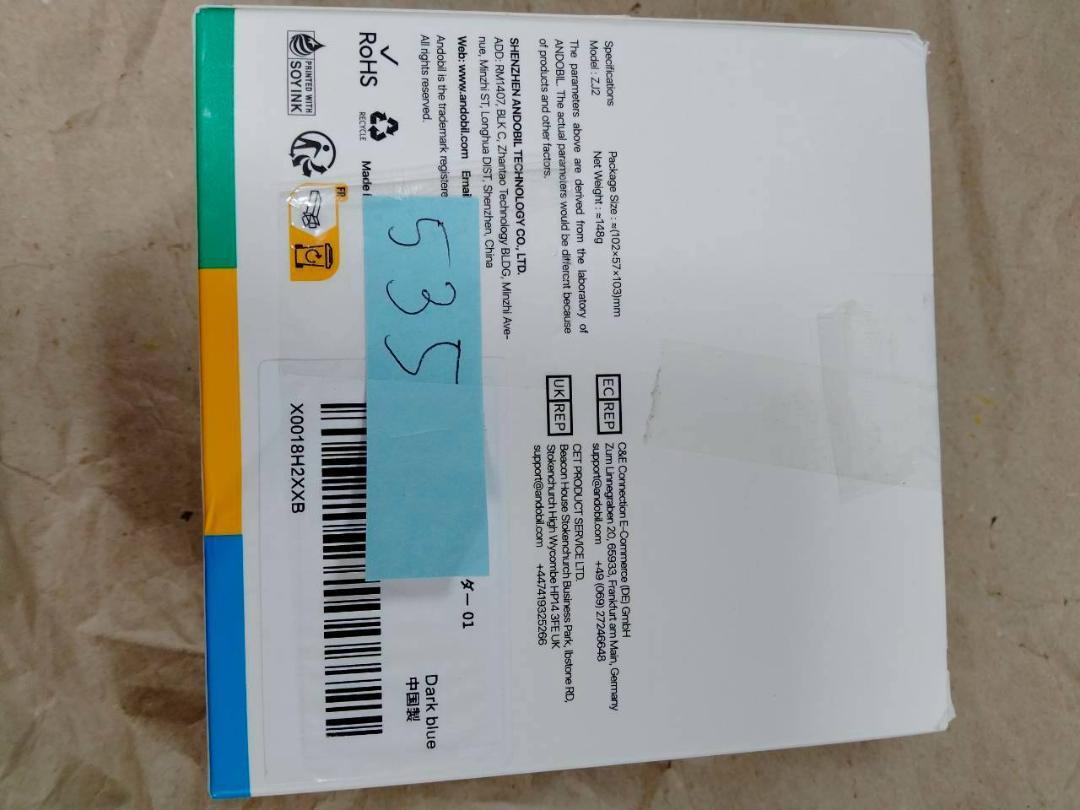 Specifications
Model : ZJ2
Package Size : ≈(102×57×103)mm
Net Weight : ≈148g
The parameters above are derived from the laboratory of
ANDOBIL. The actual parameters would be different because
of products and other factors.
SHENZHEN ANDOBIL TECHNOLOGY CO., LTD.
ADD: RM1407, BLK C, Zhantao Technology BLDG, Minzhi Ave-
nue, Minzhi ST, Longhua DIST, Shenzhen, China
Web: www.andobil.com Emai
Andobil is the trademark registere
All rights reserved.
RoHS
RECYCLE
Made i
PRINTED WITH
SOY INK
FR
EC REP
C&E Connection E-Commerce (DE) GmbH
Zum Linnegraben 20, 65933, Frankfurt am Main, Germany
support@andobil.com +49 (069) 27246648
UK REP
CET PRODUCT SERVICE LTD.
Beacon House Stokenchurch Business Park, Ibstone RD,
Stokenchurch High Wycombe HP14 3FE UK
support@andobil.com +447419325266
535
ダー 01
Dark blue
中国製
X0018H2XXB